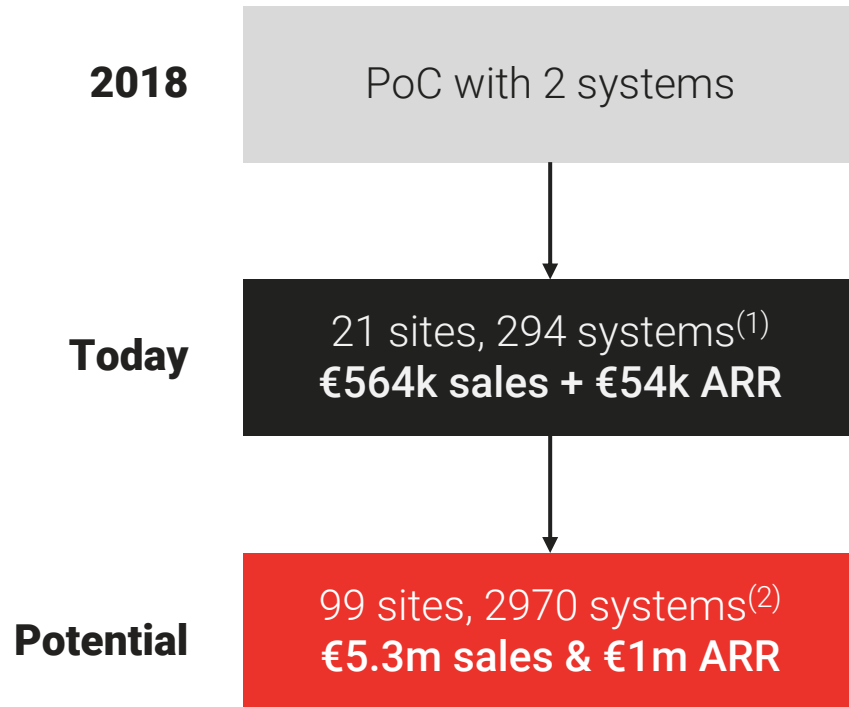 2018
PoC with 2 systems
Today
21 sites, 294 systems(1)
€564k sales + €54k ARR
Potential
99 sites, 2970 systems(2)
€5.3m sales & €1m ARR